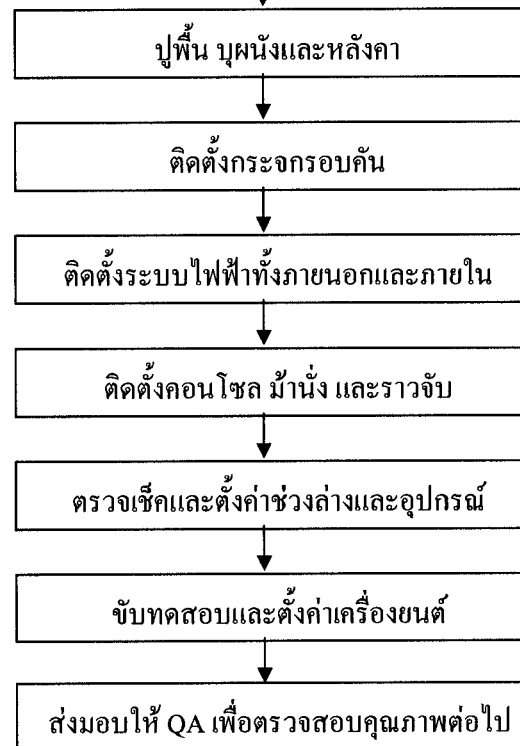 ปูพื้น บุผนังและหลังคา
ติดตั้งกระจกรอบคัน
ติดตั้งระบบไฟฟ้าทั้งภายนอกและภายใน
ติดตั้งคอนโซล ม้านั่ง และราวจับ
ตรวจเช็คและตั้งค่าช่วงล่างและอุปกรณ์
ขับทดสอบและตั้งค่าเครื่องยนต์
ส่งมอบให้ QA เพื่อตรวจสอบคุณภาพต่อไป